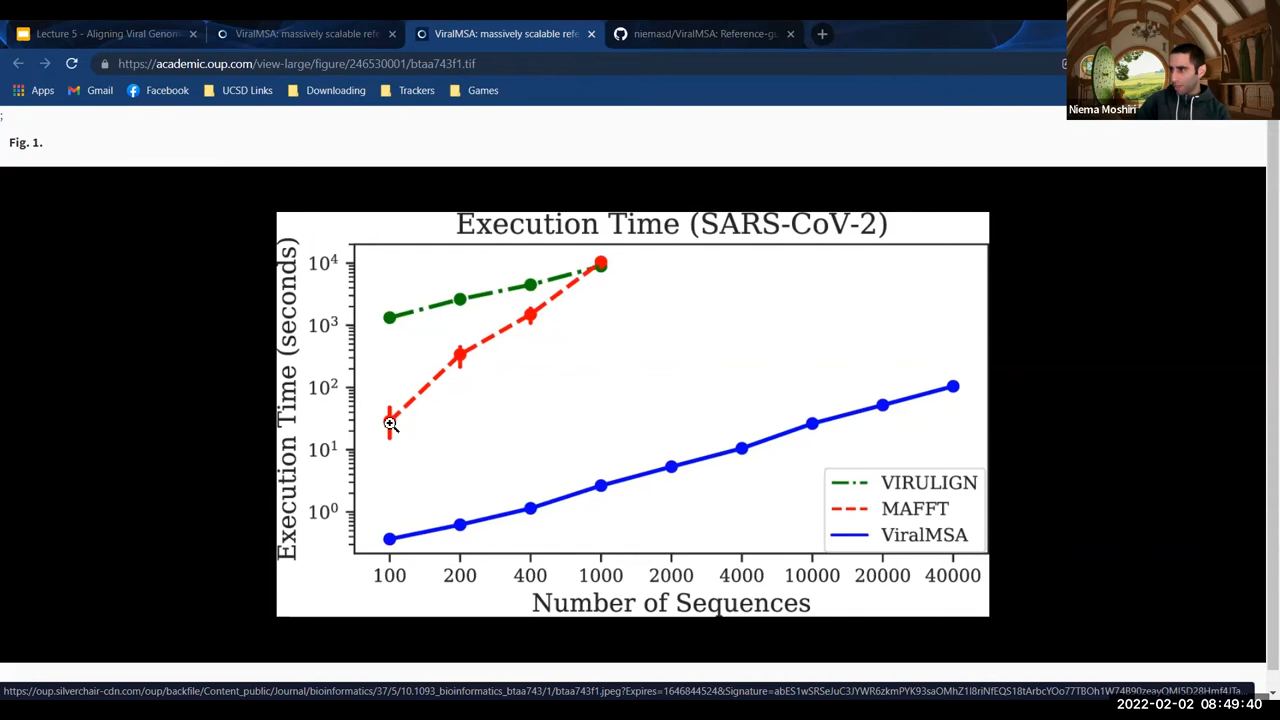 Lecture 5 - Aligning Viral Genom
ViralMSA: massively scalable refe
ViralMSA: massively scalable refe
niemasd/ViralMSA: Reference-gu
https://academic.oup.com/view-large/figure/246530001/btaa743f1.tif
Apps
Gmail
Facebook
UCSD Links
Downloading
Trackers
Games
Niema Moshiri
;
Fig. 1.
Execution Time (SARS-CoV-2)
Execution Time (seconds)
10⁴
10³
10²
10¹
10⁰
VIRULIGN
MAFFT
ViralMSA
100 200 400 1000 2000 4000 10000 20000 40000
Number of Sequences
2022-02-02 08:49:40